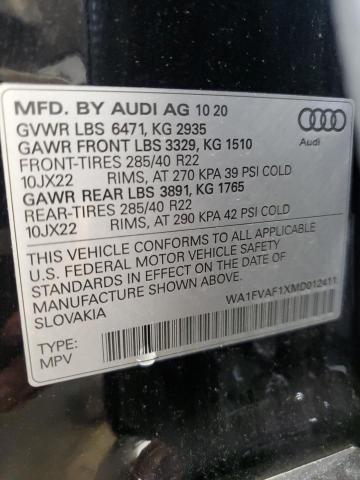 MFD. BY AUDI AG 10 20
GVWR LBS 6471, KG 2935
GAWR FRONT LBS 3329, KG 1510
FRONT-TIRES 285/40 R22
10JX22 RIMS, AT 270 KPA 39 PSI COLD
GAWR REAR LBS 3891, KG 1765
REAR-TIRES 285/40 R22
10JX22 RIMS, AT 290 KPA 42 PSI COLD
Audi
THIS VEHICLE CONFORMS TO ALL APPLICABLE
U.S. FEDERAL MOTOR VEHICLE SAFETY
STANDARDS IN EFFECT ON THE DATE OF
MANUFACTURE SHOWN ABOVE.
SLOVAKIA
WA1FVAF1XMD012411
TYPE:
MPV